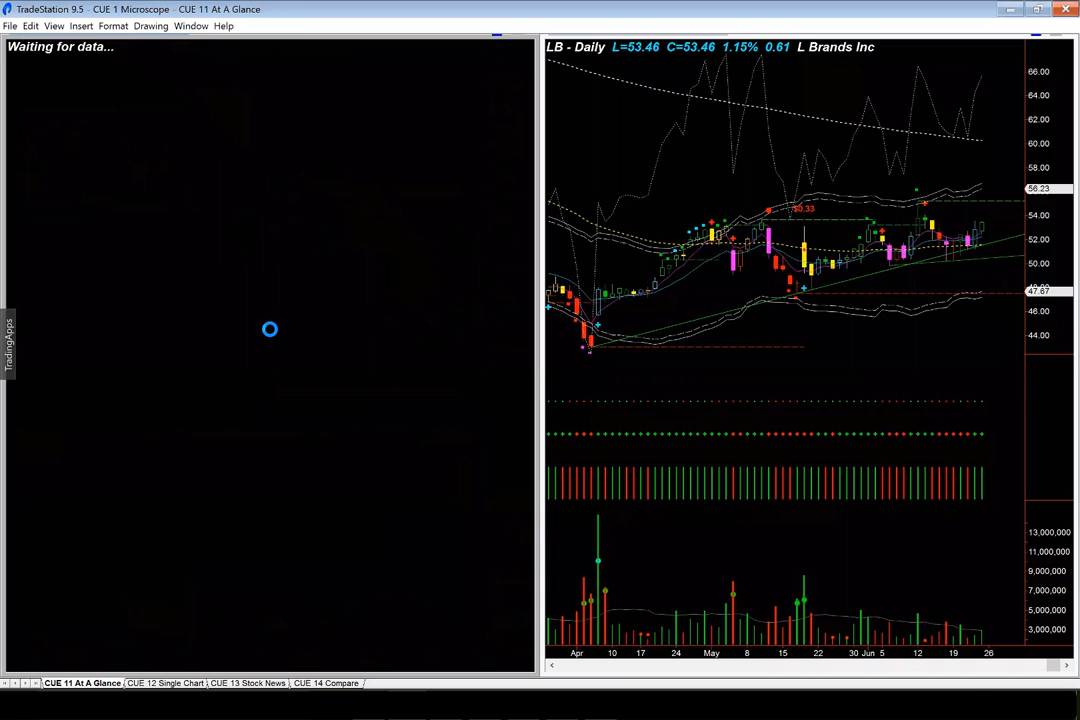 TradeStation 9.5 - CUE 1 Microscope - CUE 11 At A Glance
File Edit View Insert Format Drawing Window Help
Waiting for data...
LB - Daily L=53.46 C=53.46 1.15% 0.61 L Brands Inc
66.00
64.00
62.00
60.00
58.00
56.23
54.00
52.00
50.00
47.67
46.00
44.00
50.33
TradingApps
13,000,000
11,000,000
9,000,000
7,000,000
5,000,000
3,000,000
Apr 10 17 24 May 8 15 22 30 Jun 5 12 19 26
CUE 11 At A Glance CUE 12 Single Chart CUE 13 Stock News CUE 14 Compare